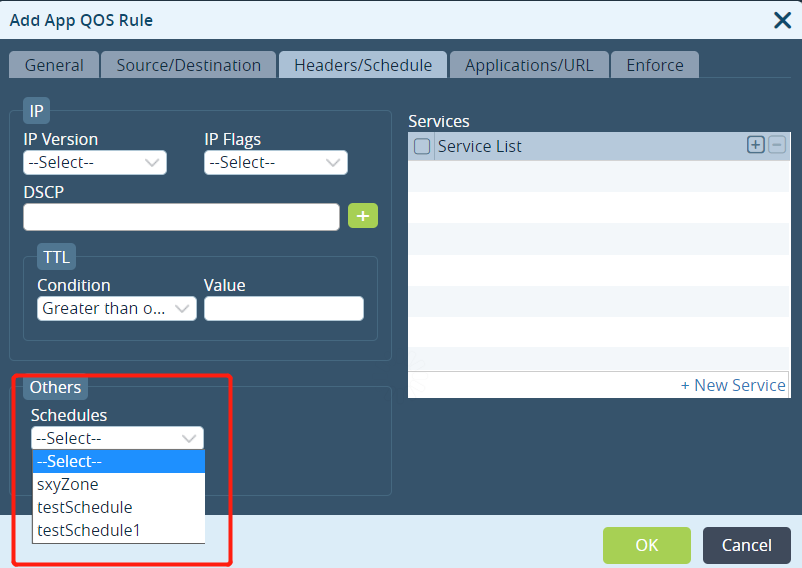 Add App QOS Rule
General
Source/Destination
Headers/Schedule
Applications/URL
Enforce
IP
IP Version
IP Flags
--Select--
--Select--
DSCP
TTL
Condition
Value
Greater than o...
Others
Schedules
--Select--
--Select--
sxyZone
testSchedule
testSchedule1
Services
Service List
+ New Service
OK
Cancel